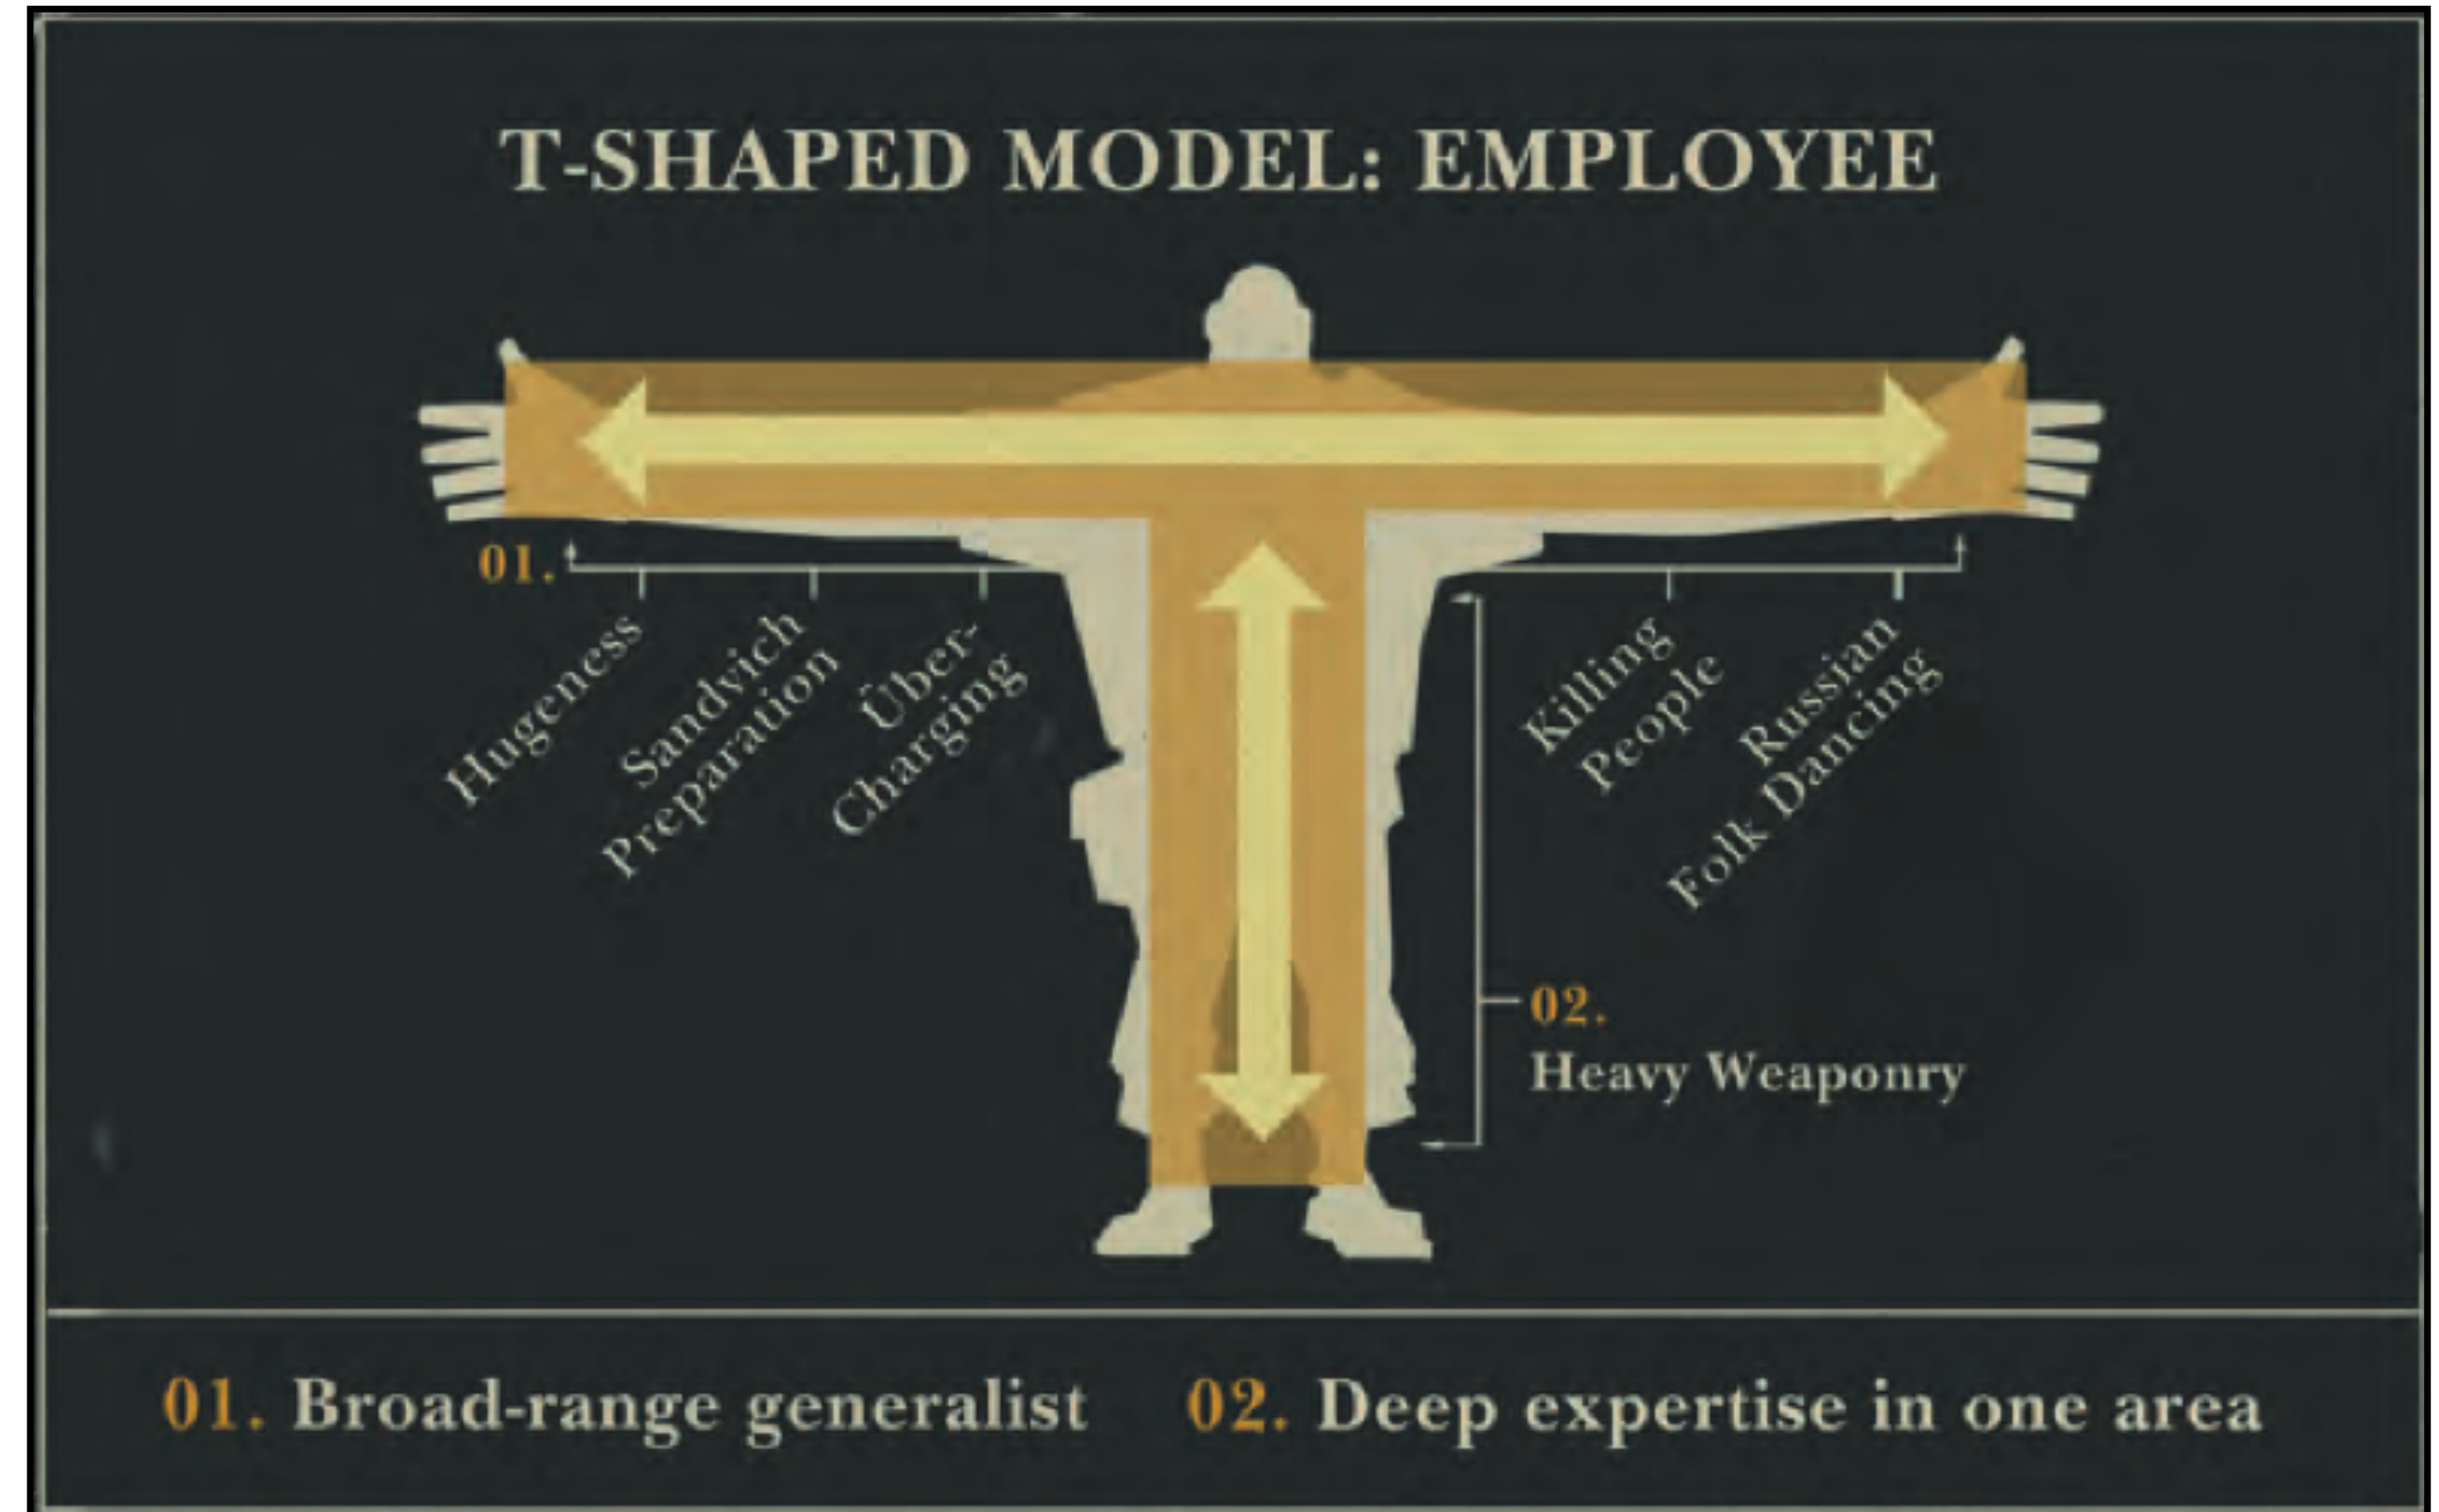 T-SHAPED MODEL: EMPLOYEE
01.
Hugeness
Sandvich
Preparation
Über-
Charging
Killing
People
Russian
Folk Dancing
02.
Heavy Weaponry
01. Broad-range generalist
02. Deep expertise in one area